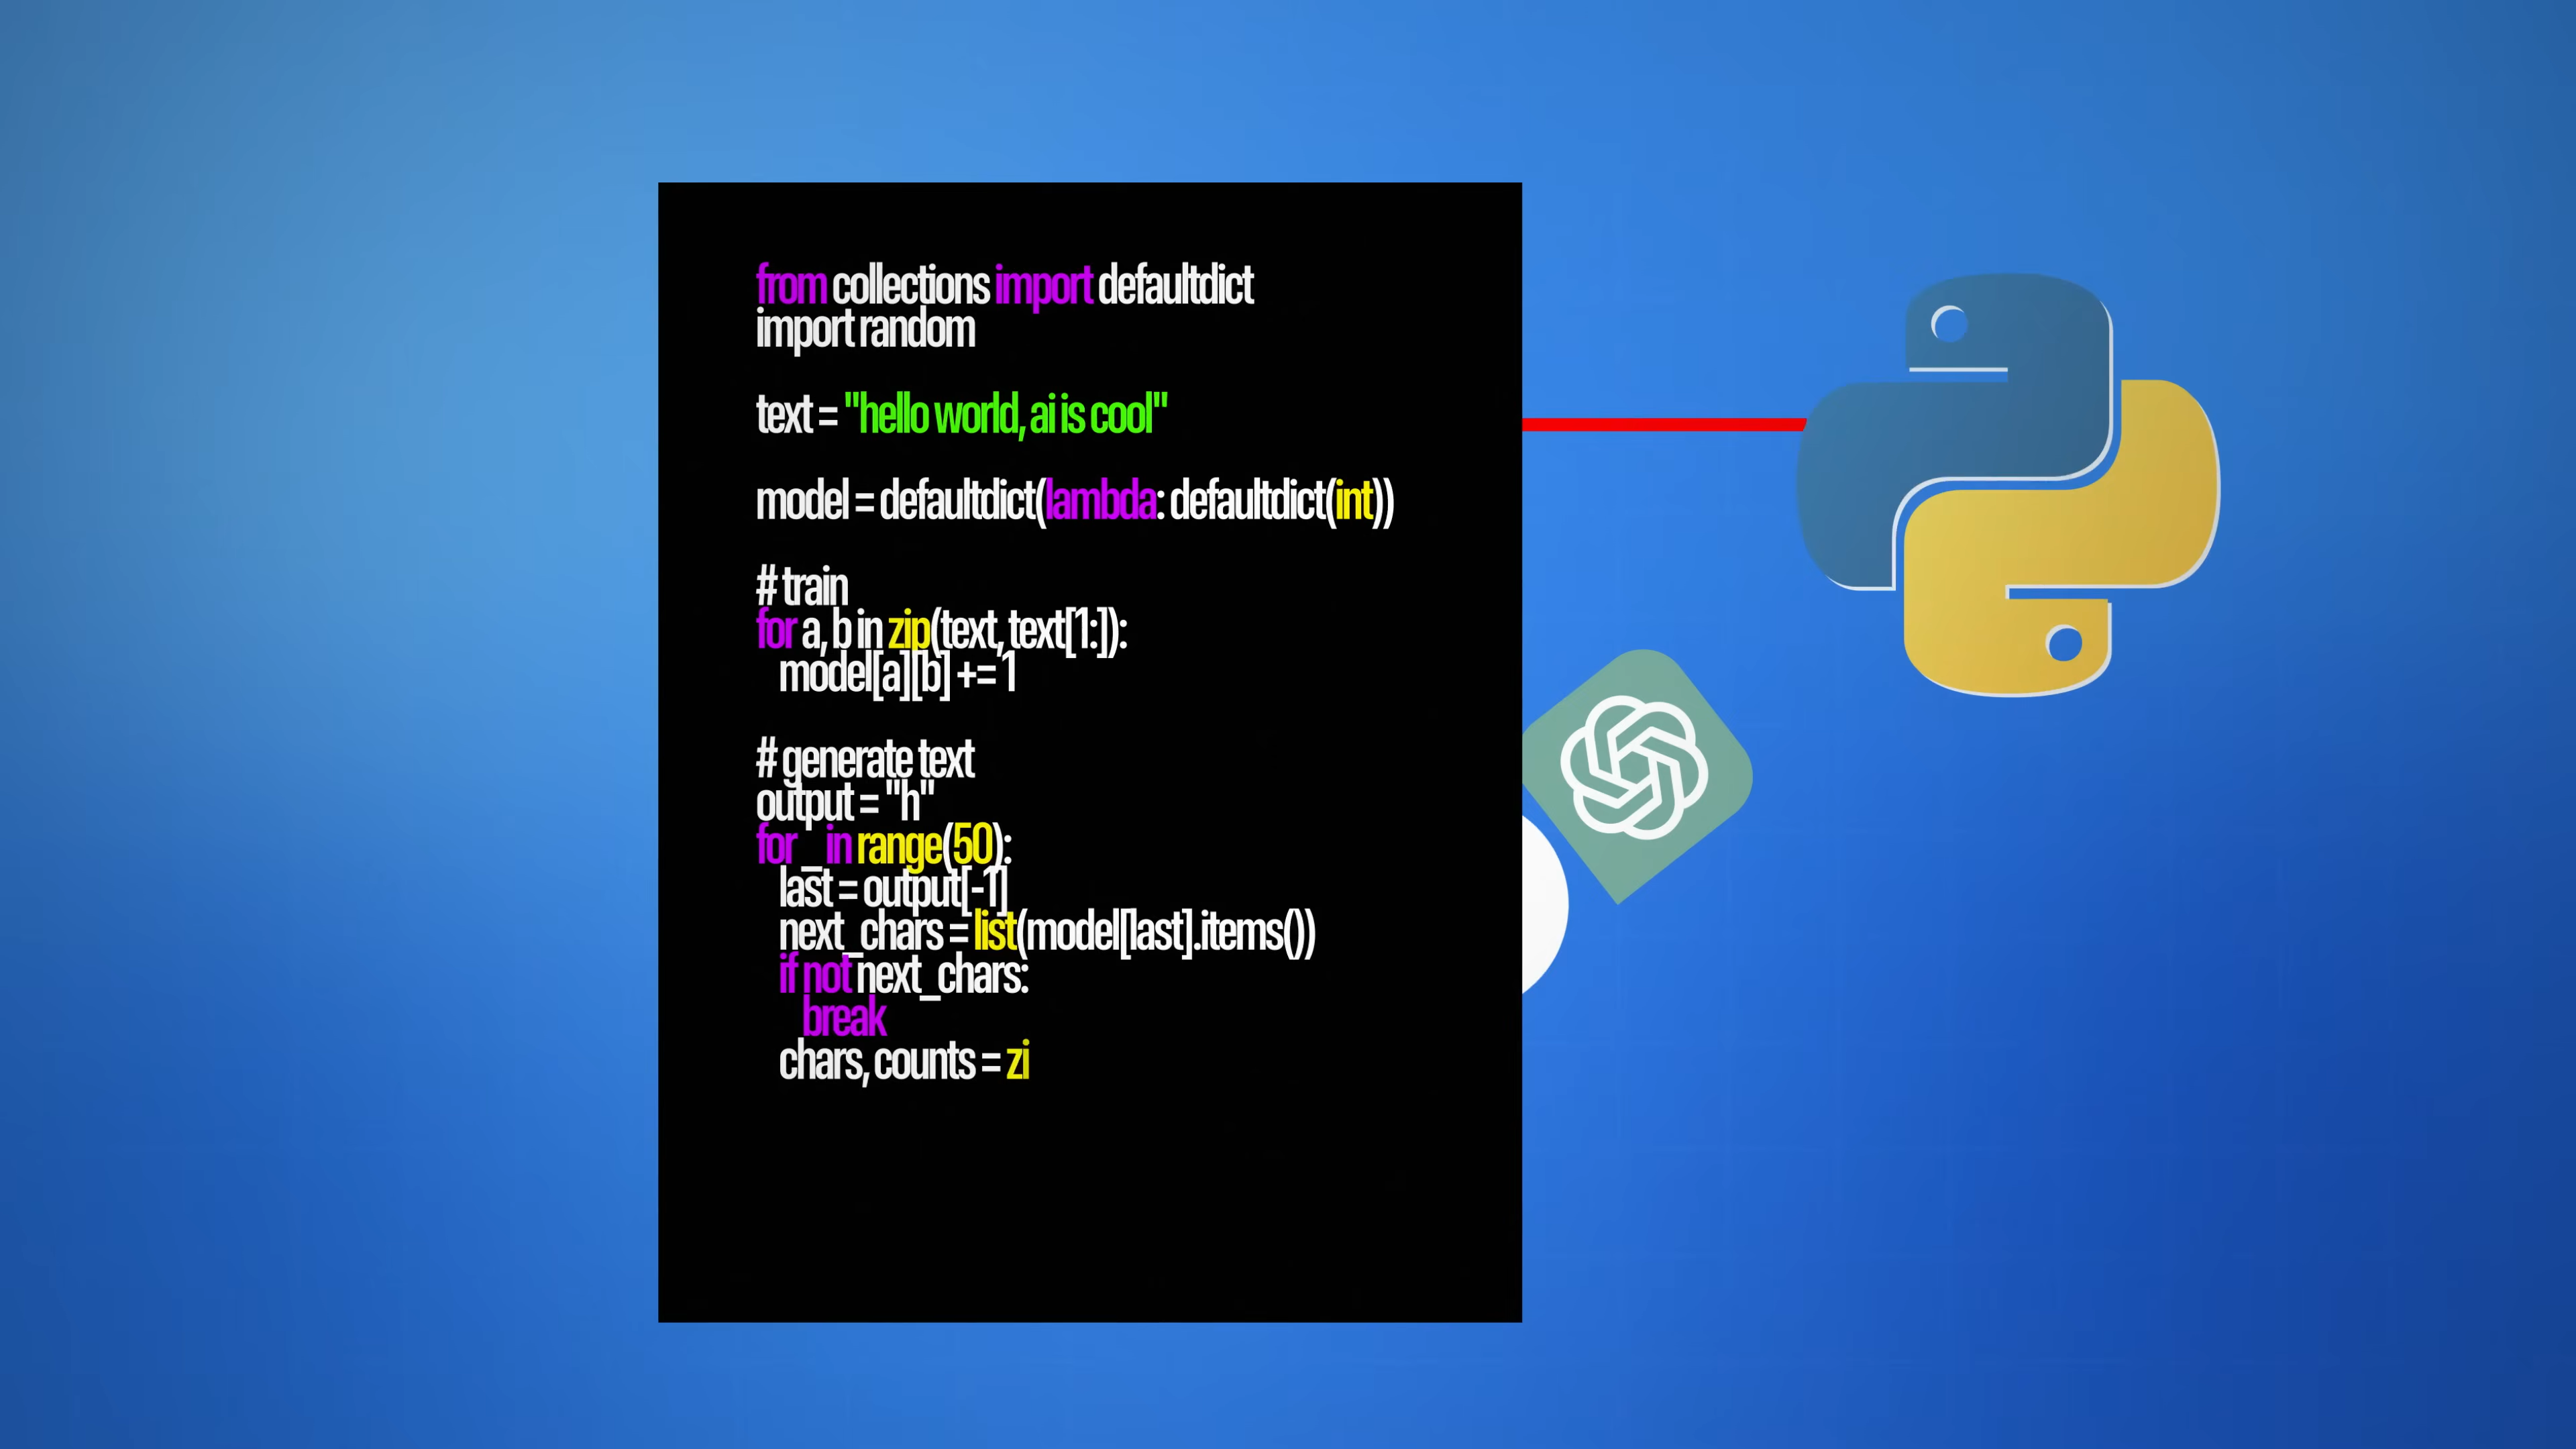 from collections import defaultdict
import random
text = "hello world, ai is cool"
model = defaultdict(lambda: defaultdict(int))
# train
for a, b in zip(text, text[1:]):
model[a][b] += 1
# generate text
output = "h"
for _ in range(50):
last = output[-1]
next_chars = list(model[last].items())
if not next_chars:
break
chars, counts = zi